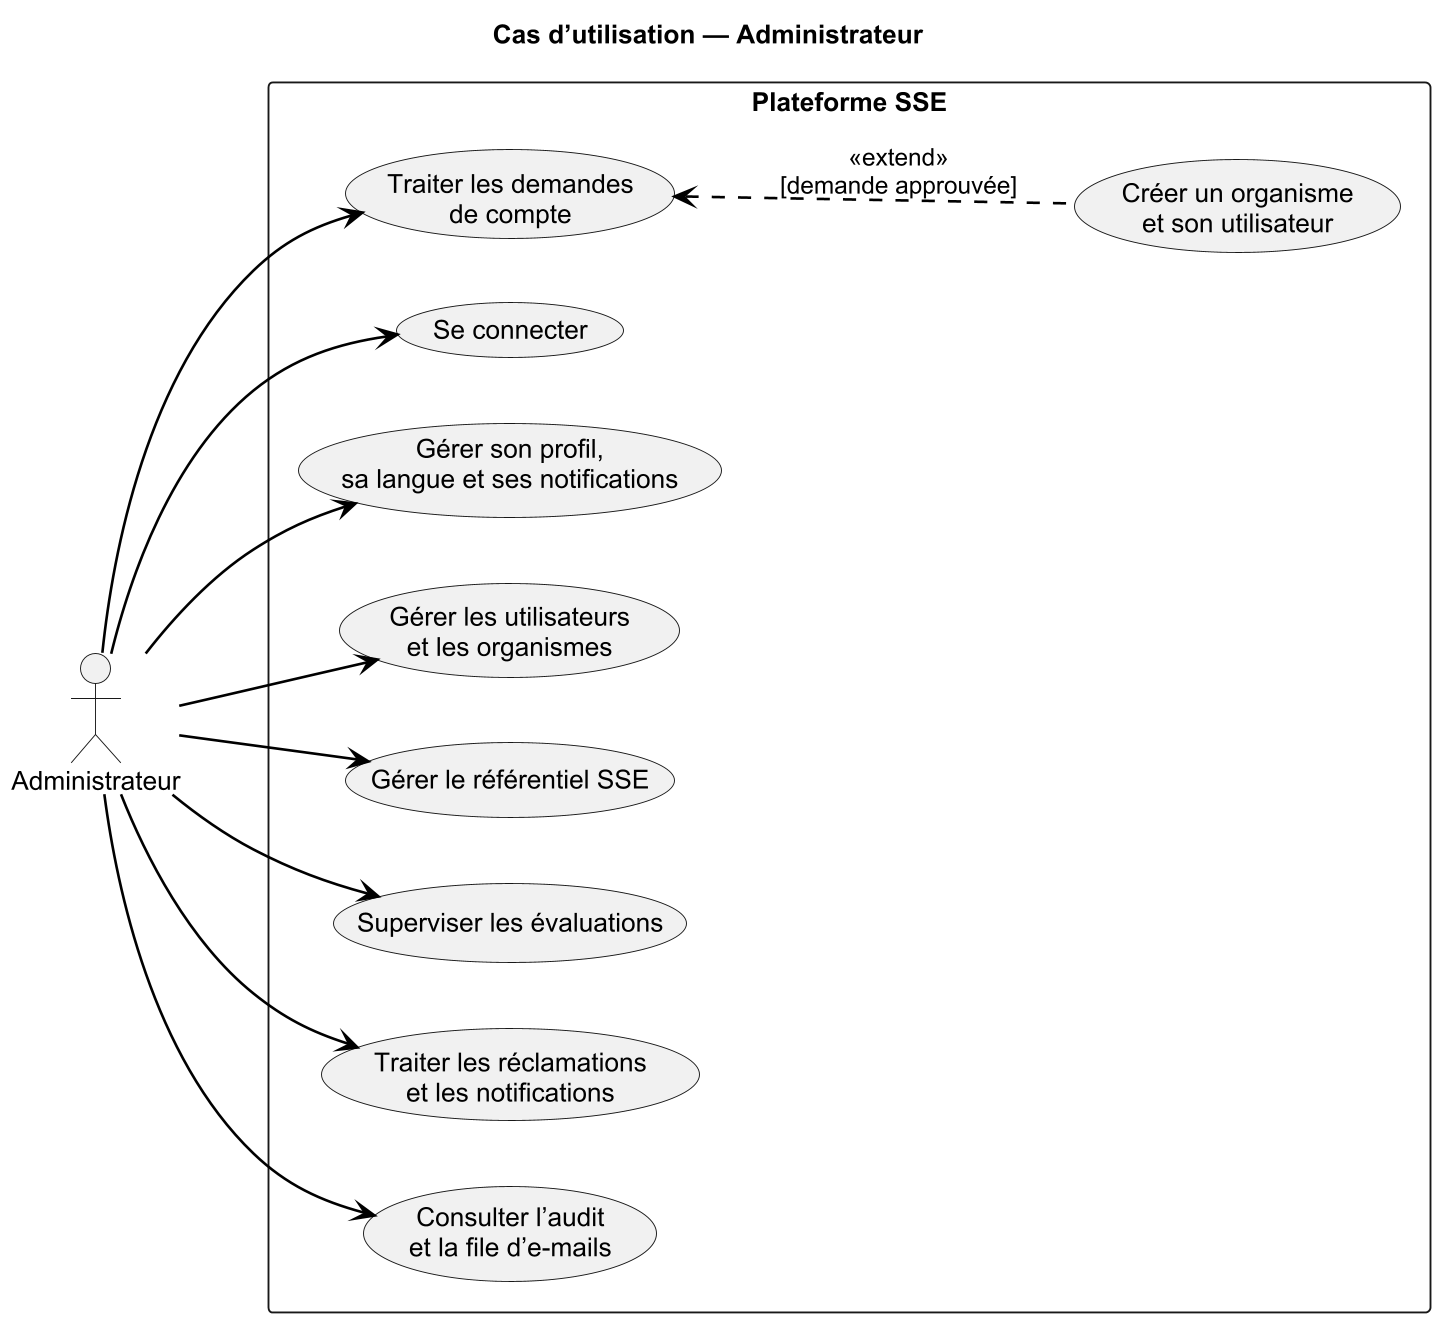 Cas d’utilisation — Administrateur
Plateforme SSE
Traiter les demandes
de compte
«extend»
[demande approuvée]
Créer un organisme
et son utilisateur
Se connecter
Gérer son profil,
sa langue et ses notifications
Gérer les utilisateurs
et les organismes
Administrateur
Gérer le référentiel SSE
Superviser les évaluations
Traiter les réclamations
et les notifications
Consulter l’audit
et la file d’e-mails